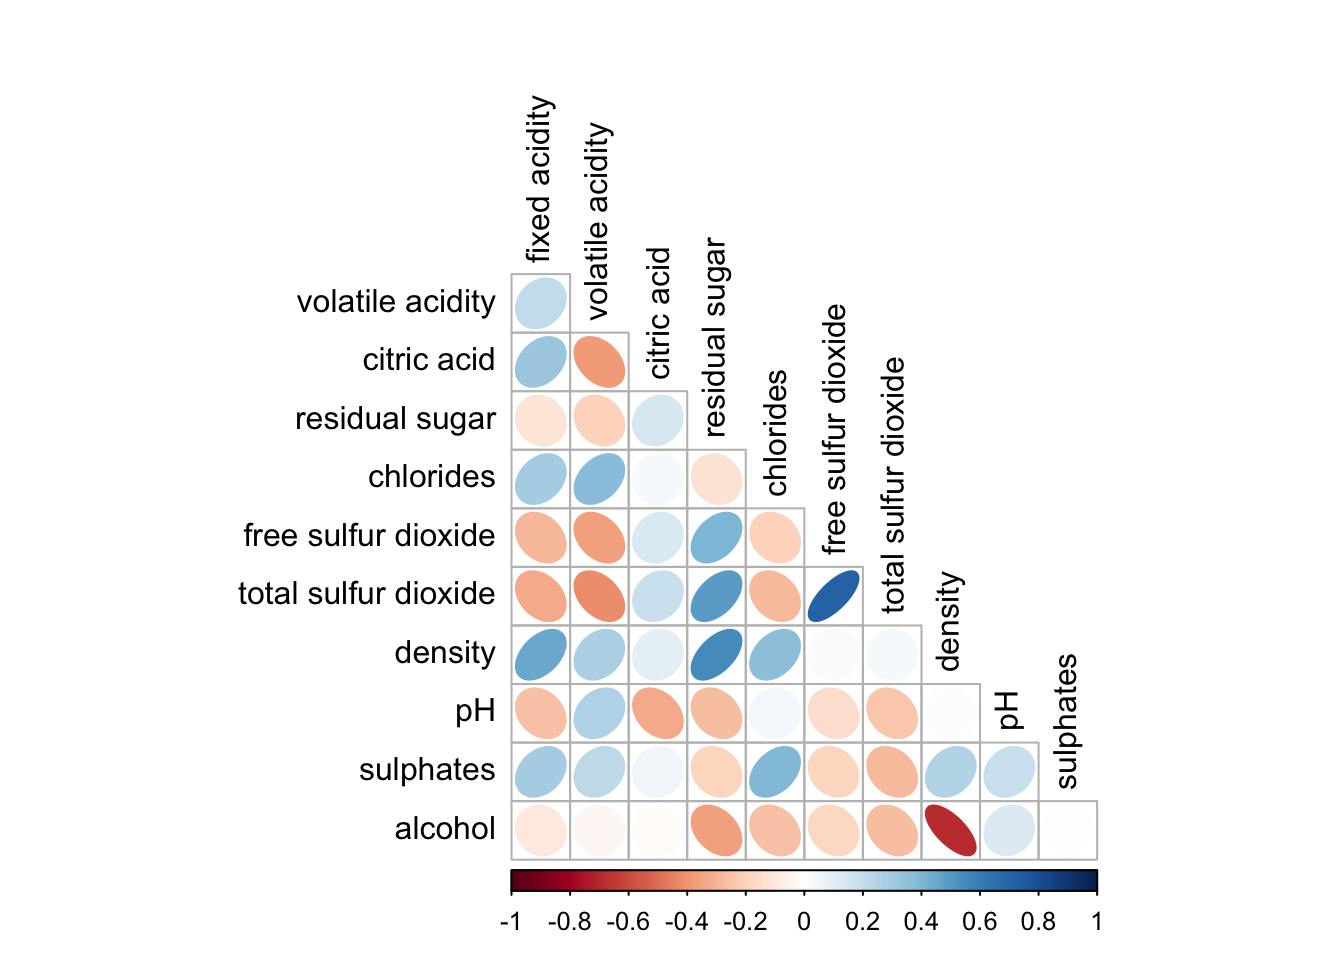 fixed acidity
volatile acidity
citric acid
residual sugar
chlorides
free sulfur dioxide
total sulfur dioxide
density
pH
sulphates
volatile acidity
citric acid
residual sugar
chlorides
free sulfur dioxide
total sulfur dioxide
density
pH
sulphates
alcohol
-1 -0.8 -0.6 -0.4 -0.2 0 0.2 0.4 0.6 0.8 1